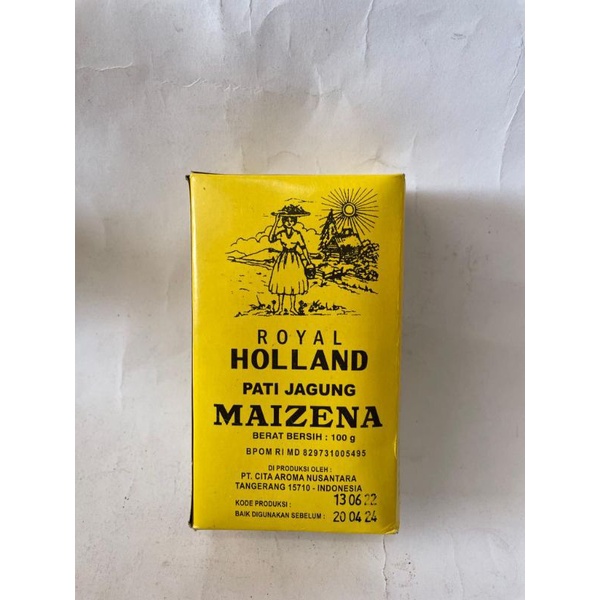 ROYAL
HOLLAND
PATI JAGUNG
MAIZENA
BERAT BERSIH : 100 g
BPOM RI MD 829731005495
DI PRODUKSI OLEH :
PT. CITA AROMA NUSANTARA
TANGERANG 15710 - INDONESIA
KODE PRODUKSI : 13 06 22
BAIK DIGUNAKAN SEBELUM : 20 04 24